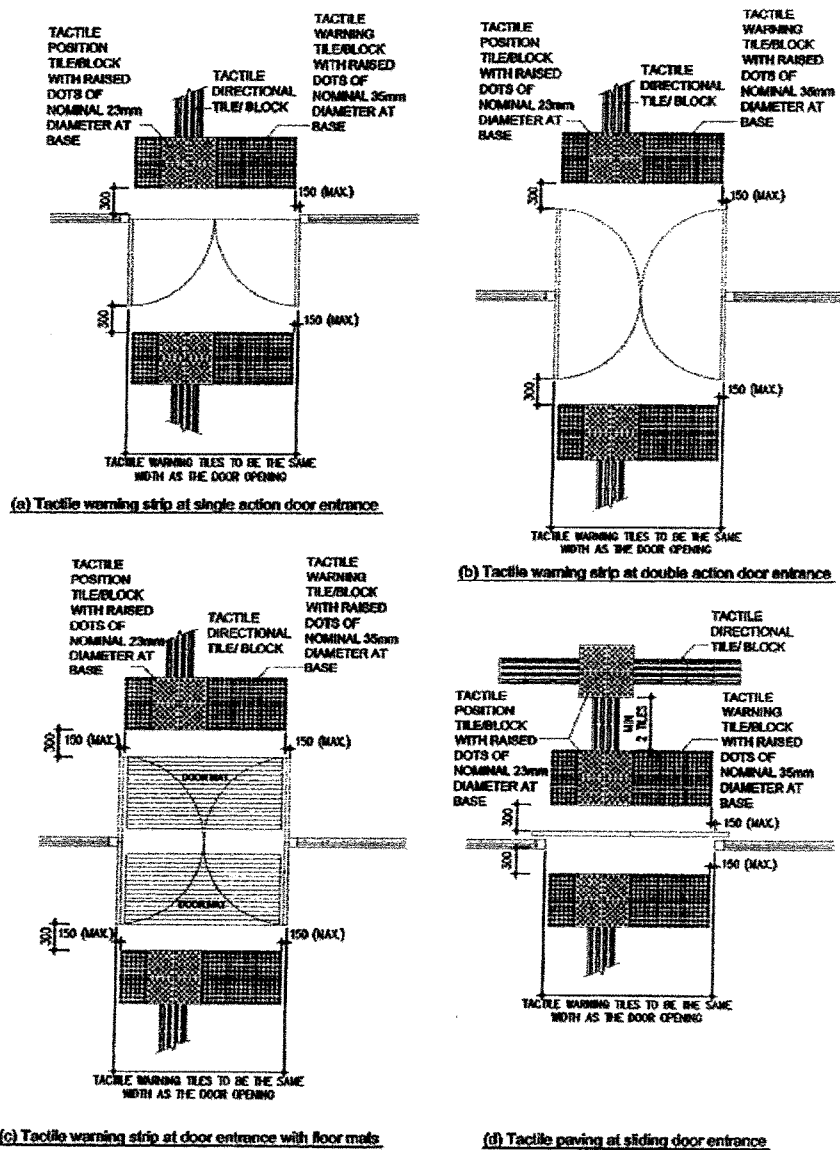 TACTILE
POSITION
TILE/BLOCK
WITH RAISED
DOTS OF
NOMINAL 23mm
DIAMETER AT
BASE
TACTILE
DIRECTIONAL
TILE/ BLOCK
TACTILE
WARNING
TILE/BLOCK
WITH RAISED
DOTS OF
NOMINAL 35mm
DIAMETER AT
BASE
300
150 (MAX.)
300
150 (MAX.)
TACTILE WARNING TILES TO BE THE SAME
WIDTH AS THE DOOR OPENING
(a) Tactile warning strip at single action door entrance
TACTILE
POSITION
TILE/BLOCK
WITH RAISED
DOTS OF
NOMINAL 23mm
DIAMETER AT
BASE
TACTILE
DIRECTIONAL
TILE/ BLOCK
TACTILE
WARNING
TILE/BLOCK
WITH RAISED
DOTS OF
NOMINAL 35mm
DIAMETER AT
BASE
300
150 (MAX.)
300
150 (MAX.)
TACTILE WARNING TILES TO BE THE SAME
WIDTH AS THE DOOR OPENING
(b) Tactile warning strip at double action door entrance
TACTILE
POSITION
TILE/BLOCK
WITH RAISED
DOTS OF
NOMINAL 23mm
DIAMETER AT
BASE
TACTILE
DIRECTIONAL
TILE/ BLOCK
TACTILE
WARNING
TILE/BLOCK
WITH RAISED
DOTS OF
NOMINAL 35mm
DIAMETER AT
BASE
300
150 (MAX.)
150 (MAX.)
DOOR MAT
DOOR MAT
300
150 (MAX.)
150 (MAX.)
TACTILE WARNING TILES TO BE THE SAME
WIDTH AS THE DOOR OPENING
(c) Tactile warning strip at door entrance with floor mats
TACTILE
DIRECTIONAL
TILE/BLOCK
TACTILE
POSITION
TILE/BLOCK
WITH RAISED
DOTS OF
NOMINAL 23mm
DIAMETER AT
BASE
MIN
2 TILES
TACTILE
WARNING
TILE/BLOCK
WITH RAISED
DOTS OF
NOMINAL 35mm
DIAMETER AT
BASE
300
150 (MAX.)
300
150 (MAX.)
TACTILE WARNING TILES TO BE THE SAME
WIDTH AS THE DOOR OPENING
(d) Tactile paving at sliding door entrance